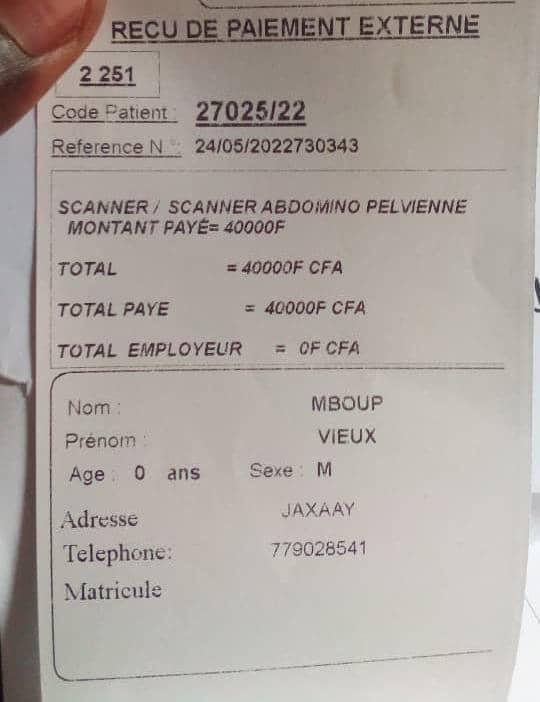 RECU DE PAIEMENT EXTERNE
2 251
Code Patient : 27025/22
Reference N °: 24/05/2022730343
SCANNER / SCANNER ABDOMINO PELVIENNE
MONTANT PAYÉ= 40000F
TOTAL = 40000F CFA
TOTAL PAYE = 40000F CFA
TOTAL EMPLOYEUR = 0F CFA
Nom : MBOUP
Prénom : VIEUX
Age : 0 ans Sexe : M
Adresse JAXAAY
Telephone: 779028541
Matricule